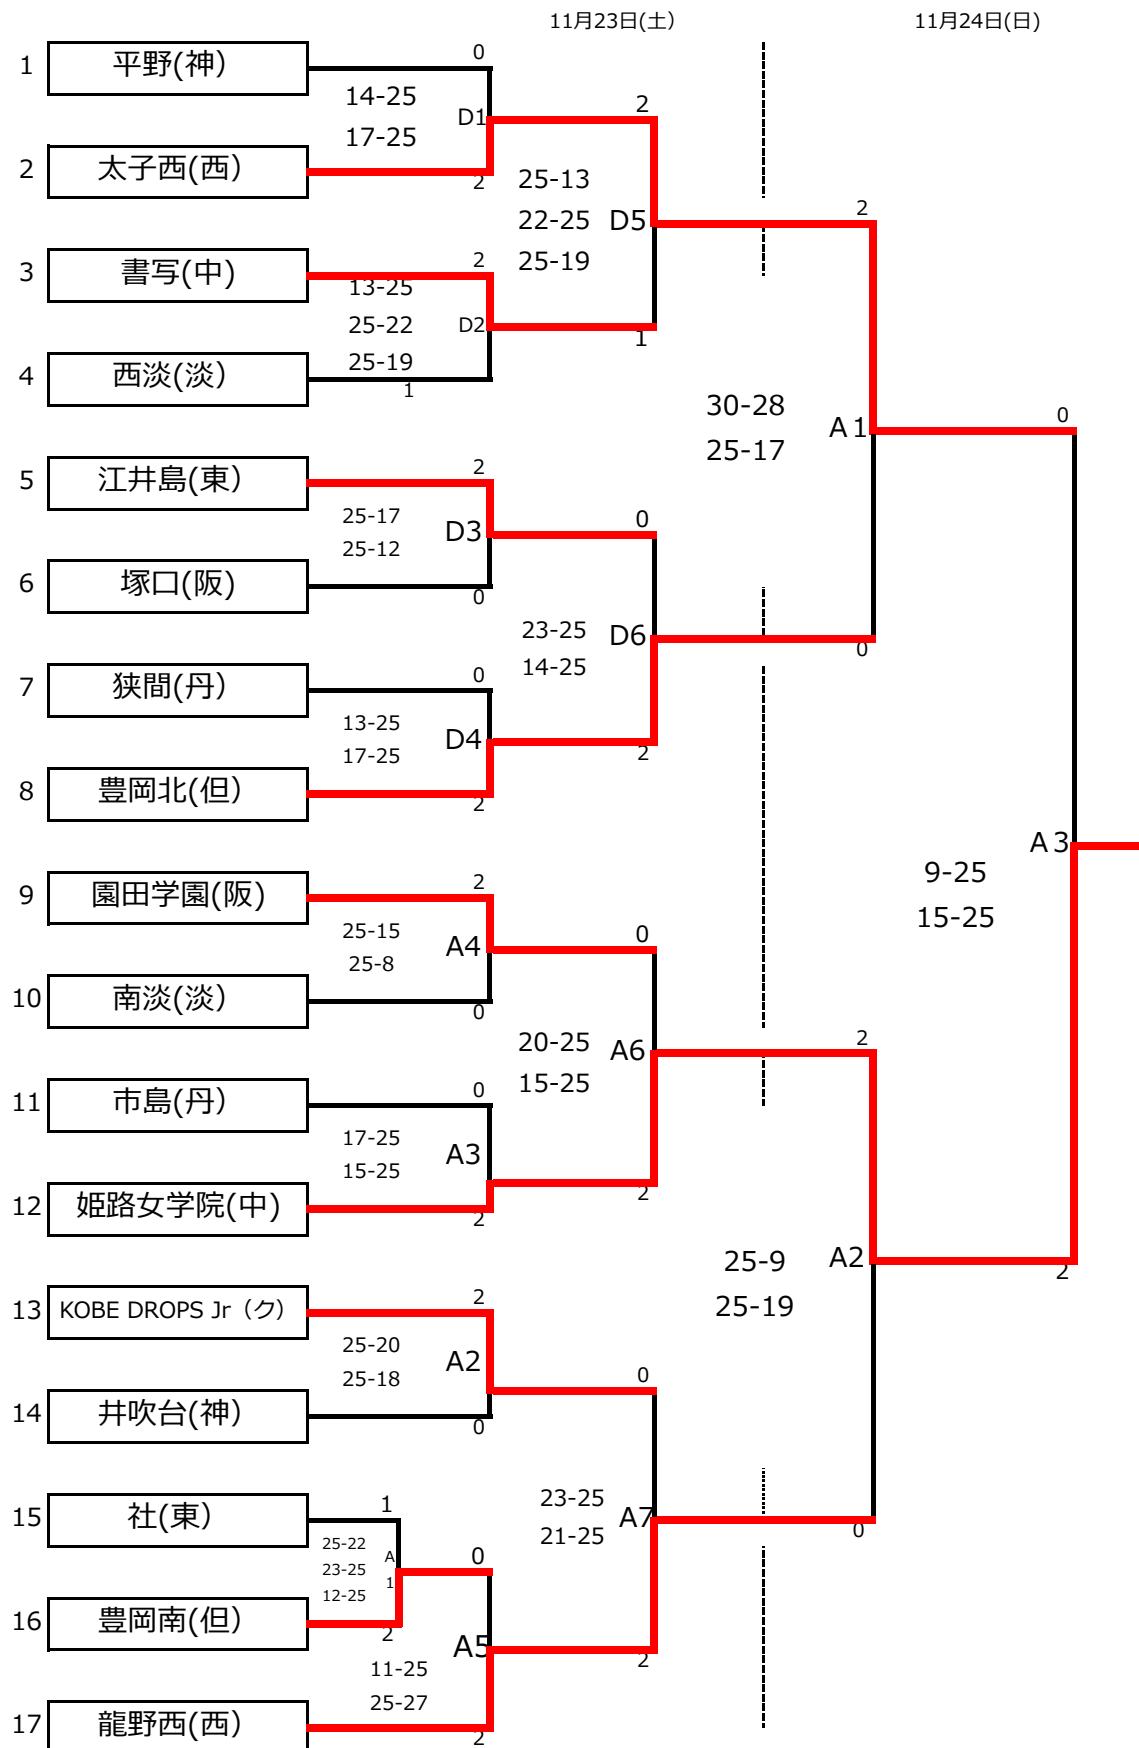 11月23日(土)
11月24日(日)
1
平野(神)
0
14-25
17-25
D1
2
2
太子西(西)
2
25-13
22-25
25-19
D5
2
3
書写(中)
2
13-25
25-22
25-19
D2
1
4
西淡(淡)
1
30-28
25-17
A1
0
5
江井島(東)
2
25-17
25-12
D3
0
6
塚口(阪)
0
23-25
14-25
D6
0
7
狭間(丹)
0
13-25
17-25
D4
2
8
豊岡北(但)
2
9-25
15-25
A3
9
園田学園(阪)
2
25-15
25-8
A4
0
10
南淡(淡)
0
20-25
15-25
A6
2
11
市島(丹)
0
17-25
15-25
A3
2
12
姫路女学院(中)
2
25-9
25-19
A2
2
13
KOBE DROPS Jr(ク)
2
25-20
25-18
A2
0
14
井吹台(神)
0
23-25
21-25
A7
0
15
社(東)
1
25-22
23-25
12-25
A
1
0
16
豊岡南(但)
2
11-25
25-27
A5
2
17
龍野西(西)
2